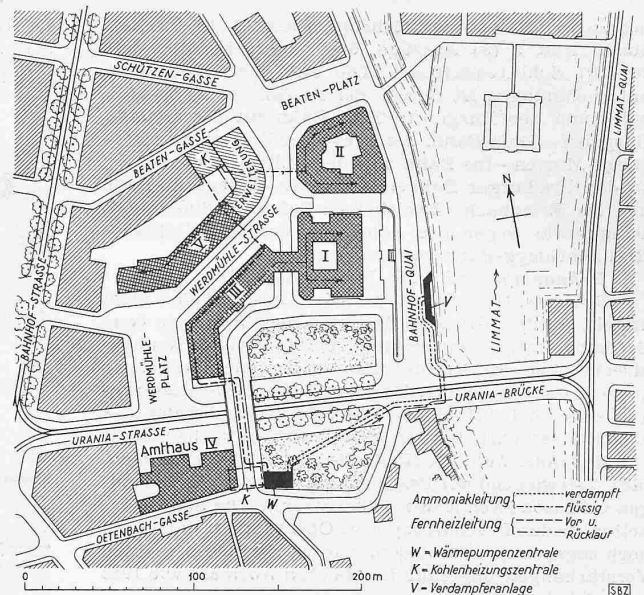 SCHÜTZEN-GASSE
BEATEN-PLATZ
LIMMAT-QUAI
BEATEN-GASSE
K
II
ERWEITERUNG
V
WERDMÜHLE-STRASSE
I
N
III
BAHNHOF-QUAI
V
LIMMAT
BAHNHOF-STRASSE
WERDMÜHLE-
PLATZ
URANIA-BRÜCKE
URANIA-STRASSE
Amthaus IV
K W
OETENBACH-GASSE
Ammoniakleitung verdampft
Flüssig
Fernheizleitung Vor u.
Rücklauf
W = Wärmepumpenzentrale
K = Kohlenheizungszentrale
V = Verdampferanlage
0 100 200 m
SBZ